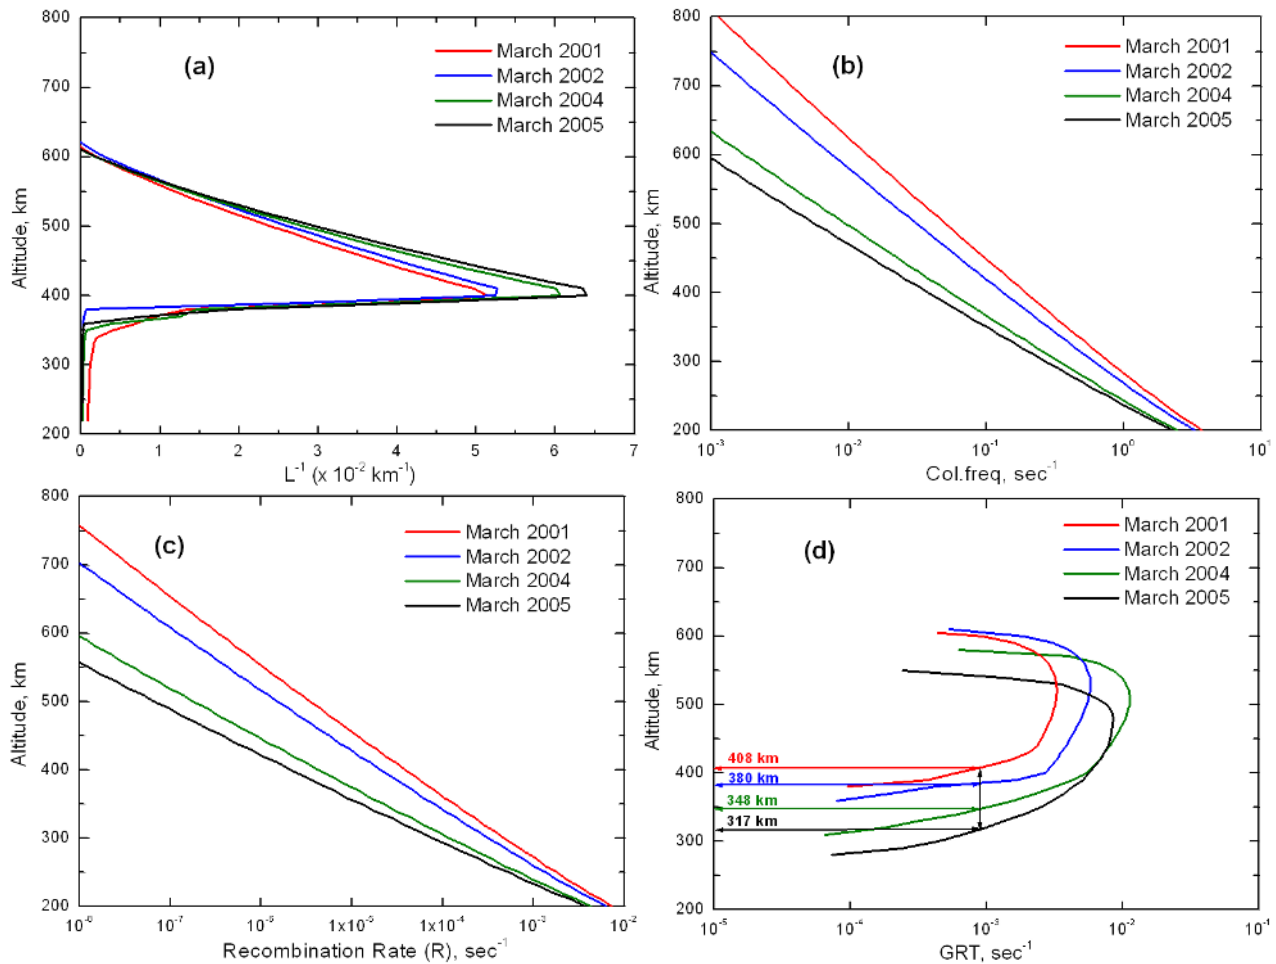 (a)
March 2001
March 2002
March 2004
March 2005
Altitude, km
800
700
600
500
400
300
200
0 1 2 3 4 5 6 7
L⁻¹ (x 10⁻² km⁻¹)
(b)
March 2001
March 2002
March 2004
March 2005
Altitude, km
800
700
600
500
400
300
200
10⁻³ 10⁻² 10⁻¹ 10⁰ 10¹
Col.freq, sec⁻¹
(c)
March 2001
March 2002
March 2004
March 2005
Altitude, km
800
700
600
500
400
300
200
10⁻⁰ 10⁻⁷ 10⁻⁵ 1x10⁻⁵ 1x10⁻⁴ 10⁻³ 10⁻²
Recombination Rate (R), sec⁻¹
(d)
March 2001
March 2002
March 2004
March 2005
Altitude, km
800
700
600
500
400
300
200
408 km
380 km
348 km
317 km
10⁻⁵ 10⁻⁴ 10⁻³ 10⁻² 10⁻¹
GRT, sec⁻¹